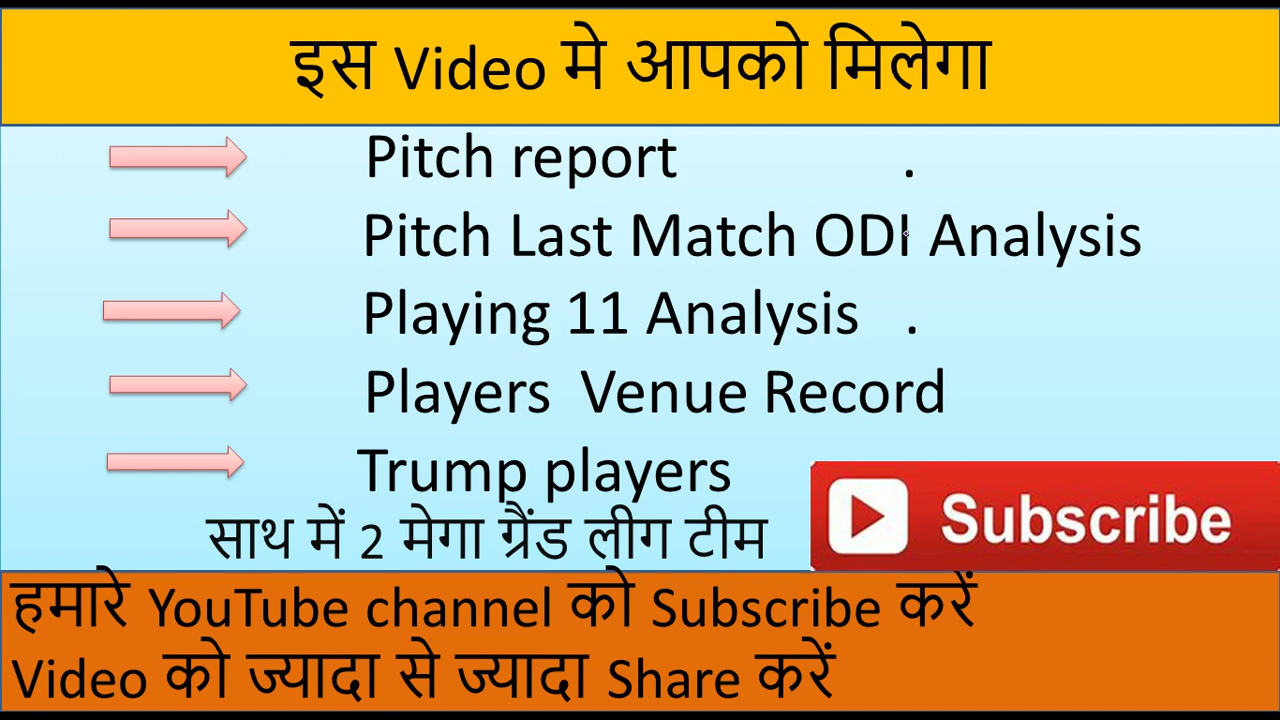 इस Video मे आपको मिलेगा
Pitch report .
Pitch Last Match ODI Analysis
Playing 11 Analysis .
Players Venue Record
Trump players
साथ में 2 मेगा ग्रैंड लीग टीम
Subscribe
हमारे YouTube channel को Subscribe करें
Video को ज्यादा से ज्यादा Share करें